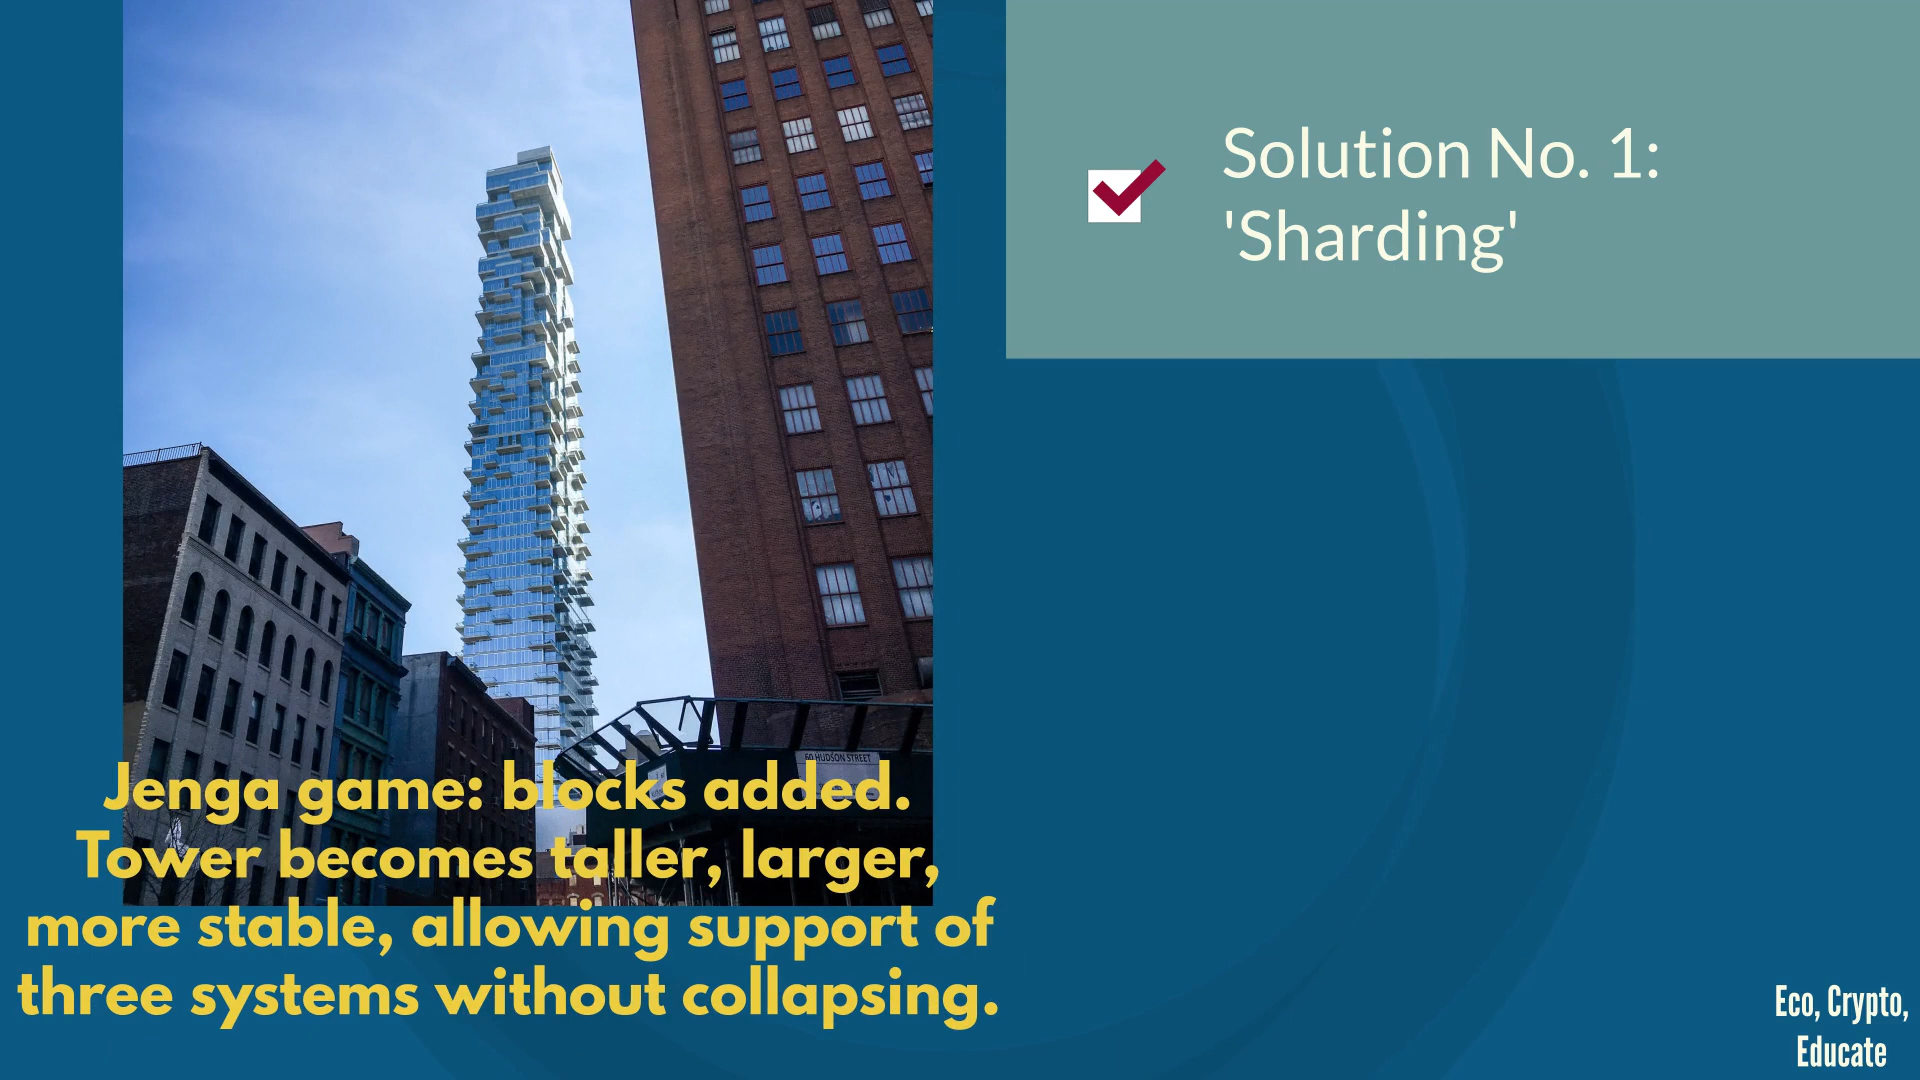 Solution No. 1:
'Sharding'
60 HUDSON STREET
Jenga game: blocks added.
Tower becomes taller, larger,
more stable, allowing support of
three systems without collapsing.
Eco, Crypto,
Educate